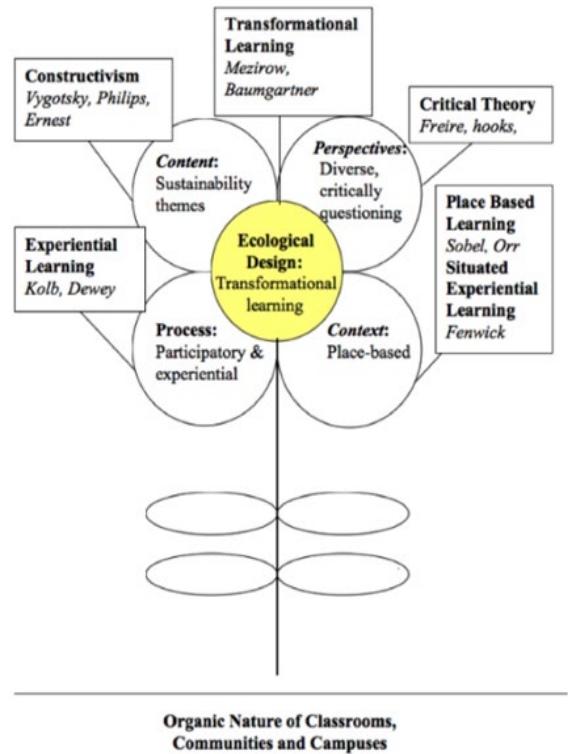 Transformational
Learning
Mezirow,
Baumgartner
Constructivism
Vygotsky, Philips,
Ernest
Critical Theory
Freire, hooks,
Content:
Sustainability
themes
Perspectives:
Diverse,
critically
questioning
Place Based
Learning
Sobel, Orr
Situated
Experiential
Learning
Fenwick
Experiential
Learning
Kolb, Dewey
Ecological
Design:
Transformational
learning
Process:
Participatory &
experiential
Context:
Place-based
Organic Nature of Classrooms,
Communities and Campuses